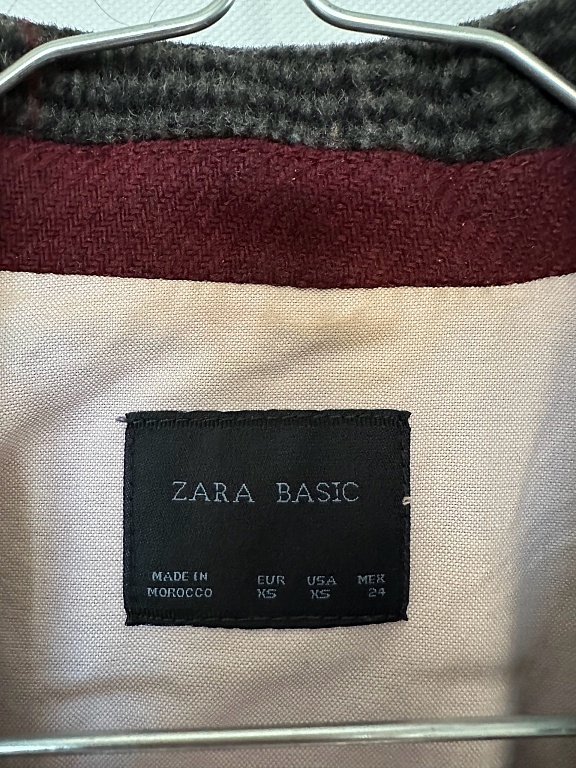 ZARA BASIC
MADE IN MOROCCO
EUR XS
USA XS
MEX 24